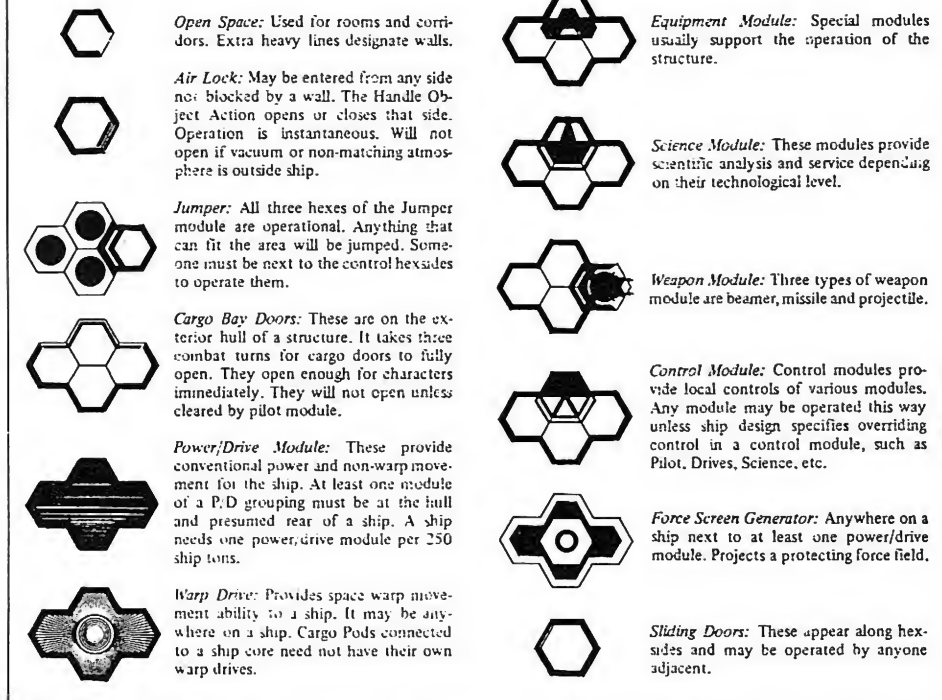 Open Space: Used for rooms and corri-
dors. Extra heavy lines designate walls.
Air Lock: May be entered from any side
not blocked by a wall. The Handle Ob-
ject Action opens or closes that side.
Operation is instantaneous. Will not
open if vacuum or non-matching atmos-
phere is outside ship.
Jumper: All three hexes of the Jumper
module are operational. Anything that
can fit the area will be jumped. Some-
one must be next to the control hexsides
to operate them.
Cargo Bay Doors: These are on the ex-
terior hull of a structure. It takes three
combat turns for cargo doors to fully
open. They open enough for characters
immediately. They will not open unless
cleared by pilot module.
Power/Drive Module: These provide
conventional power and non-warp move-
ment for the ship. At least one module
of a P/D grouping must be at the hull
and presumed rear of a ship. A ship
needs one power/drive module per 250
ship tons.
Warp Drive: Provides space warp move-
ment ability to a ship. It may be any-
where on a ship. Cargo Pods connected
to a ship core need not have their own
warp drives.
Equipment Module: Special modules
usually support the operation of the
structure.
Science Module: These modules provide
scientific analysis and service depending
on their technological level.
Weapon Module: Three types of weapon
module are beamer, missile and projectile.
Control Module: Control modules pro-
vide local controls of various modules.
Any module may be operated this way
unless ship design specifies overriding
control in a control module, such as
Pilot, Drives, Science, etc.
Force Screen Generator: Anywhere on a
ship next to at least one power/drive
module. Projects a protecting force field.
Sliding Doors: These appear along hex-
sides and may be operated by anyone
adjacent.